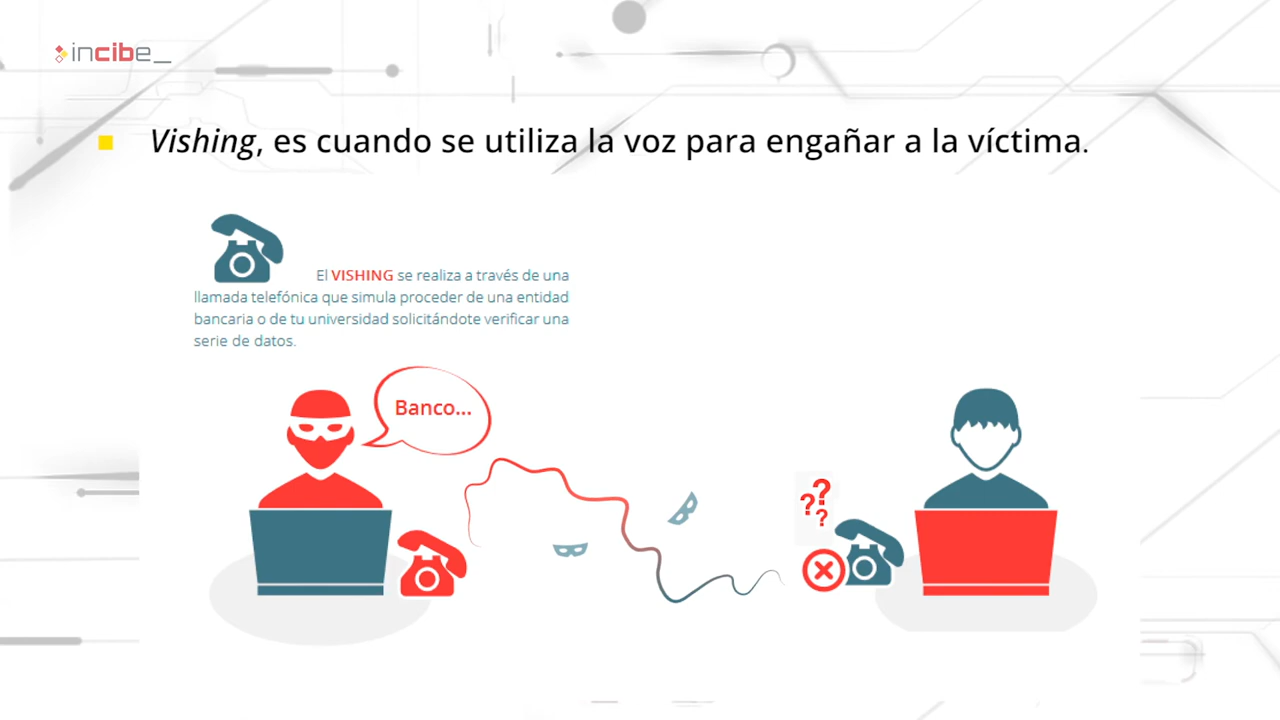 incibe_
Vishing, es cuando se utiliza la voz para engañar a la víctima.
El VISHING se realiza a través de una
llamada telefónica que simula proceder de una entidad
bancaria o de tu universidad solicitándote verificar una
serie de datos.
Banco...
???